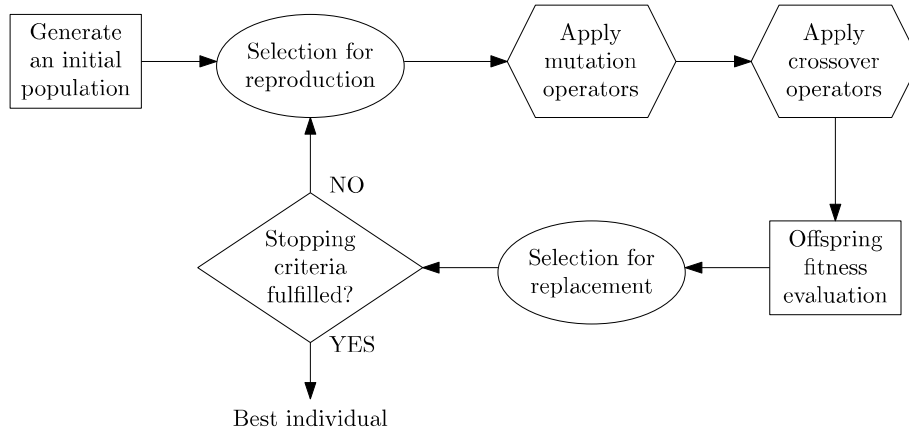 Generate
an initial
population
Selection for
reproduction
Apply
mutation
operators
Apply
crossover
operators
NO
Stopping
criteria
fulfilled?
Selection for
replacement
Offspring
fitness
evaluation
YES
Best individual